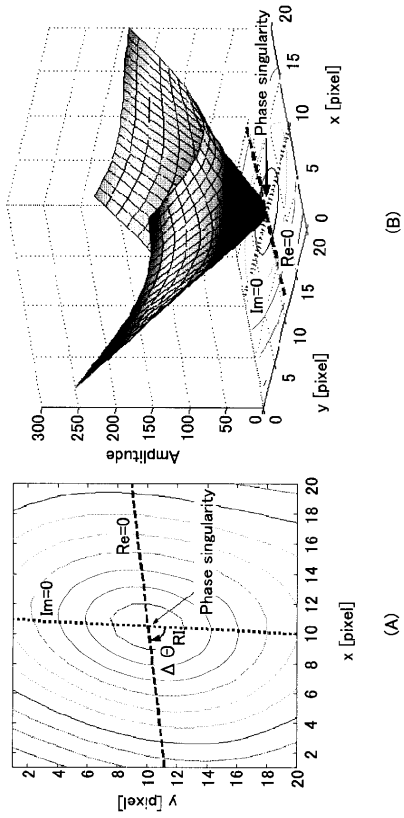 2
4
6
8
10
12
14
16
18
20
y [pixel]
Im=0
Re=0
ΔΘRI
Phase singularity
2 4 6 8 10 12 14 16 18 20
x [pixel]
(A)
300
250
200
150
100
50
0
Amplitude
Im=0
Re=0
Phase singularity
0
5
10
15
20
y [pixel]
0
5
10
15
20
x [pixel]
(B)